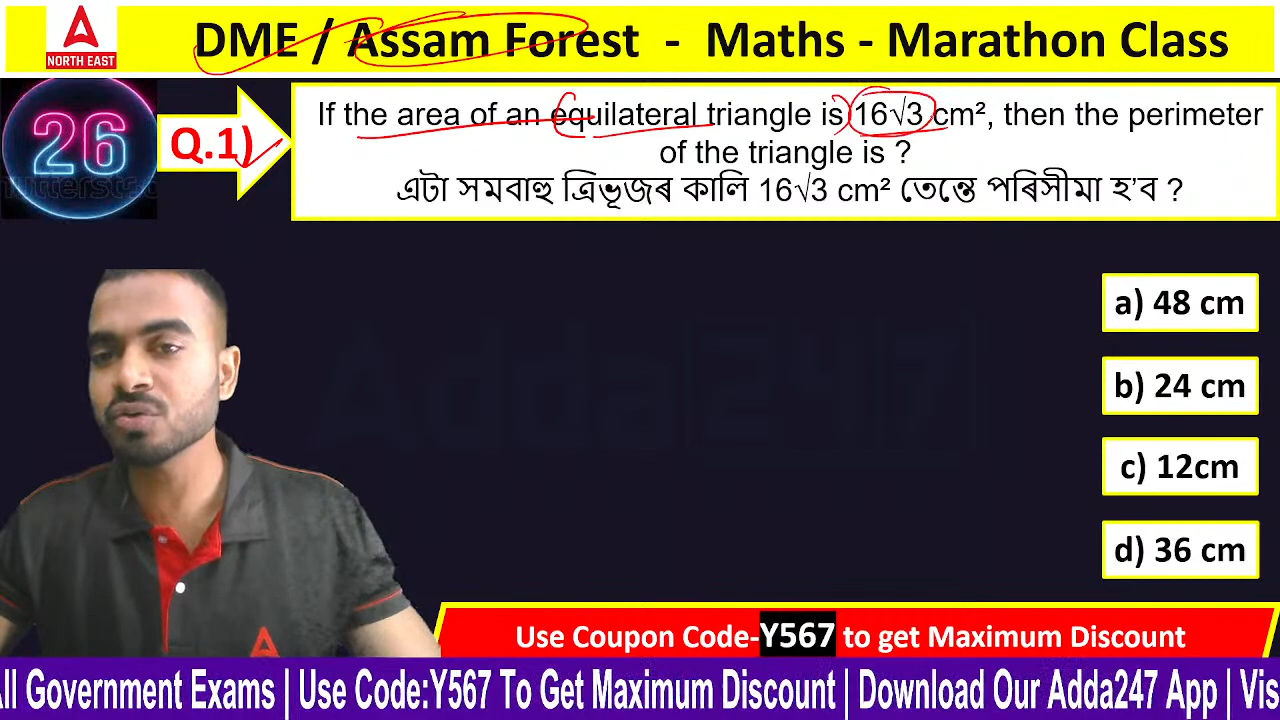 DME / Assam Forest - Maths - Marathon Class
NORTH EAST
26
Q.1)
If the area of an equilateral triangle is 16√3 cm², then the perimeter
of the triangle is ?
এটা সমবাহু ত্ৰিভূজৰ কালি 16√3 cm² তেন্তে পৰিসীমা হ'ব ?
Adda247
a) 48 cm
b) 24 cm
c) 12cm
d) 36 cm
Use Coupon Code-Y567 to get Maximum Discount
All Government Exams | Use Code:Y567 To Get Maximum Discount | Download Our Adda247 App | Vis